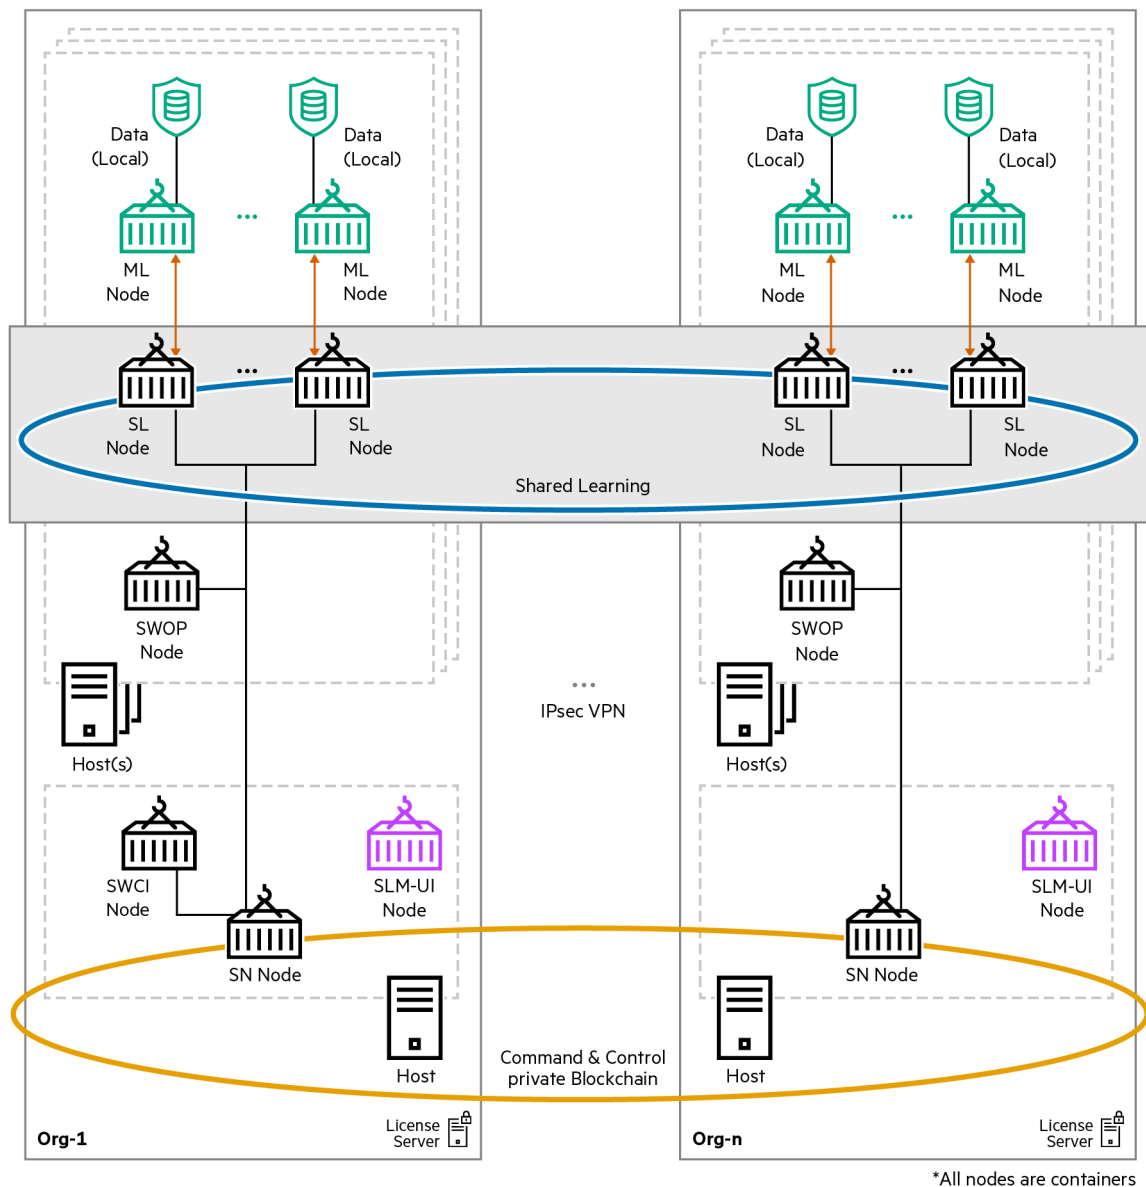 Data
(Local)
Data
(Local)
Data
(Local)
Data
(Local)
ML
Node
ML
Node
ML
Node
ML
Node
SL
Node
SL
Node
SL
Node
SL
Node
Shared Learning
SWOP
Node
SWOP
Node
IPsec VPN
Host(s)
Host(s)
SWCI
Node
SLM-UI
Node
SLM-UI
Node
SN Node
SN Node
Command & Control
private Blockchain
Host
Host
Org-1
License
Server
Org-n
License
Server
*All nodes are containers